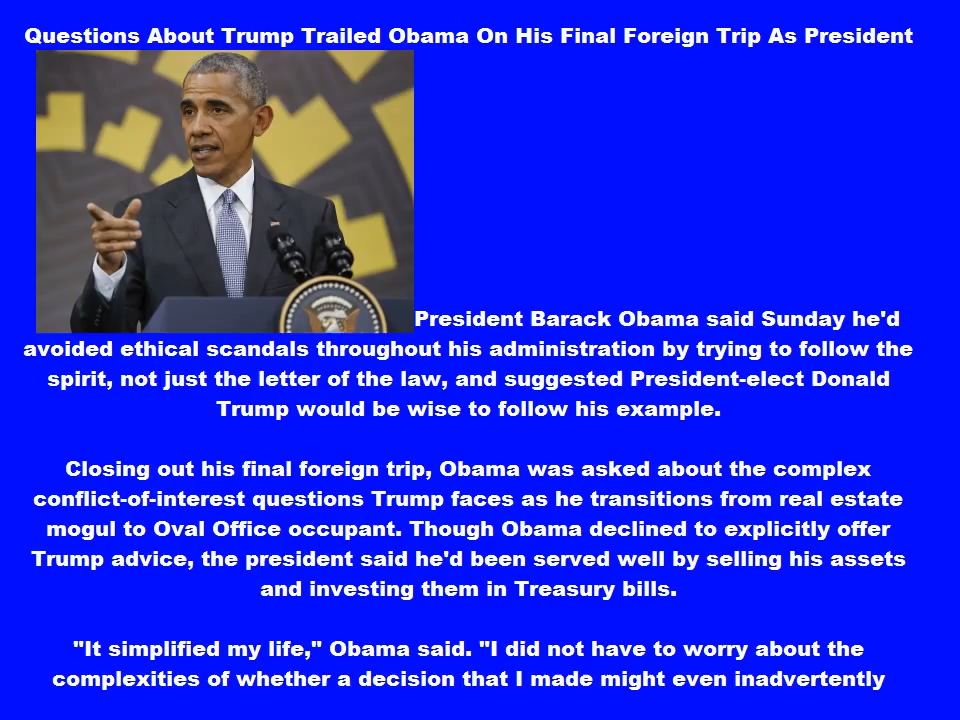 Questions About Trump Trailed Obama On His Final Foreign Trip As President
President Barack Obama said Sunday he'd
avoided ethical scandals throughout his administration by trying to follow the
spirit, not just the letter of the law, and suggested President-elect Donald
Trump would be wise to follow his example.
Closing out his final foreign trip, Obama was asked about the complex
conflict-of-interest questions Trump faces as he transitions from real estate
mogul to Oval Office occupant. Though Obama declined to explicitly offer
Trump advice, the president said he'd been served well by selling his assets
and investing them in Treasury bills.
"It simplified my life," Obama said. "I did not have to worry about the
complexities of whether a decision that I made might even inadvertently